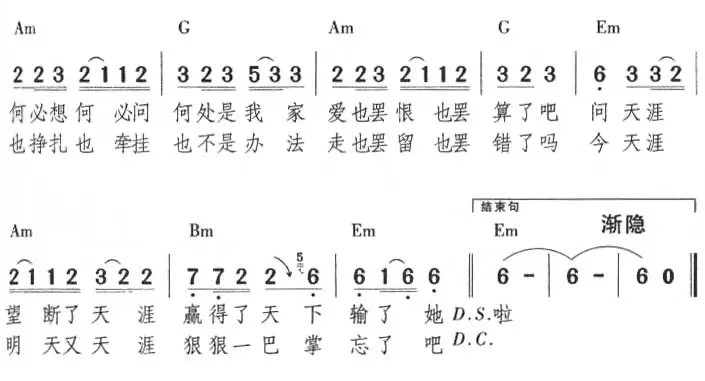 Am G Am G Em
2 2 3 2 1 1 2 3 2 3 5 3 3 2 2 3 2 1 1 2 3 2 3 6 3 3 2
何必想何 必问 何处是我 家 爱也罢 恨 也罢 算了吧 问 天涯
也挣扎也 牵挂 也不是办 法 走也罢 留 也罢 错了吗 今 天涯
结束句 渐隐
Am Bm Em Em
2 1 1 2 3 2 2 7 7 2 2 5 6 6 1 6 6 6 - 6 - 6 0
望 断了天 涯 赢得了天 下 输了 她 D.S.啦
明 天又天 涯 狠狠一巴 掌 忘了 吧 D.C.